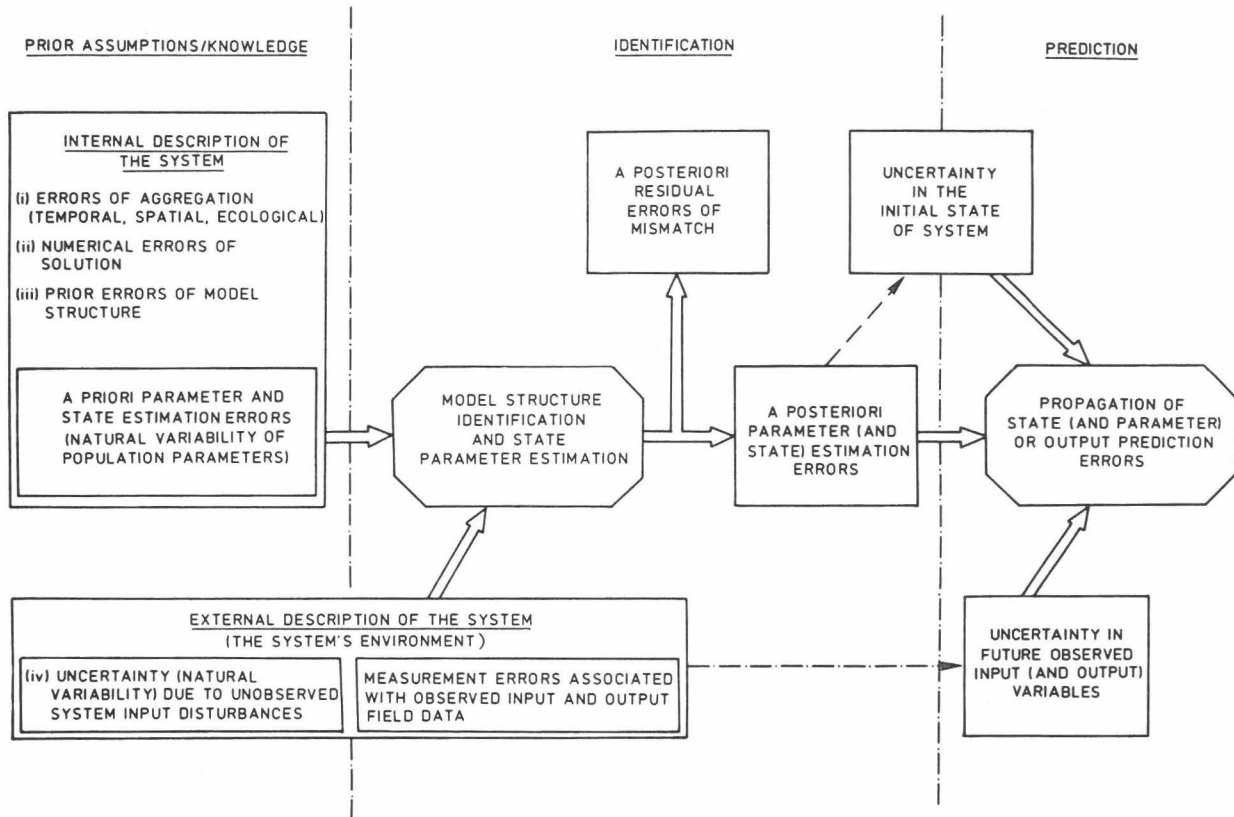 PRIOR ASSUMPTIONS/KNOWLEDGE
IDENTIFICATION
PREDICTION
INTERNAL DESCRIPTION OF
THE SYSTEM
(i) ERRORS OF AGGREGATION
(TEMPORAL, SPATIAL, ECOLOGICAL)
(ii) NUMERICAL ERRORS OF
SOLUTION
(iii) PRIOR ERRORS OF MODEL
STRUCTURE
A PRIORI PARAMETER AND
STATE ESTIMATION ERRORS
(NATURAL VARIABILITY OF
POPULATION PARAMETERS)
A POSTERIORI
RESIDUAL
ERRORS OF
MISMATCH
UNCERTAINTY
IN THE
INITIAL STATE
OF SYSTEM
MODEL STRUCTURE
IDENTIFICATION
AND STATE
PARAMETER ESTIMATION
A POSTERIORI
PARAMETER (AND
STATE) ESTIMATION
ERRORS
PROPAGATION OF
STATE (AND PARAMETER)
OR OUTPUT PREDICTION
ERRORS
EXTERNAL DESCRIPTION OF THE SYSTEM
(THE SYSTEM'S ENVIRONMENT)
(iv) UNCERTAINTY (NATURAL
VARIABILITY) DUE TO UNOBSERVED
SYSTEM INPUT DISTURBANCES
MEASUREMENT ERRORS ASSOCIATED
WITH OBSERVED INPUT AND OUTPUT
FIELD DATA
UNCERTAINTY IN
FUTURE OBSERVED
INPUT (AND OUTPUT)
VARIABLES